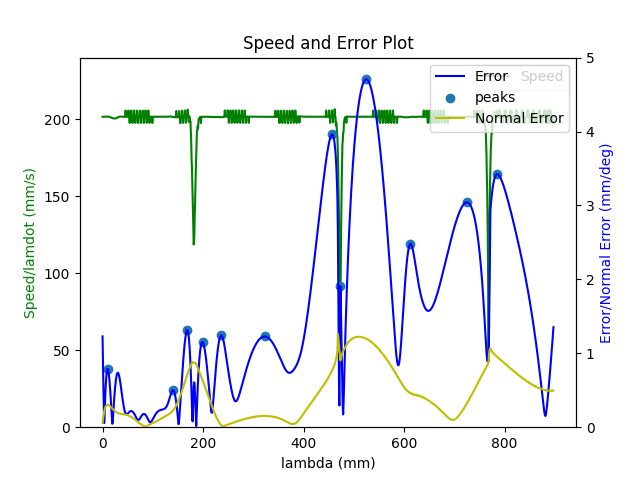 Speed and Error Plot
Speed/lamdot (mm/s)
200
150
100
50
0
Error
peaks
Normal Error
Speed
5
4
3
2
1
0
Error/Normal Error (mm/deg)
0 200 400 600 800
lambda (mm)